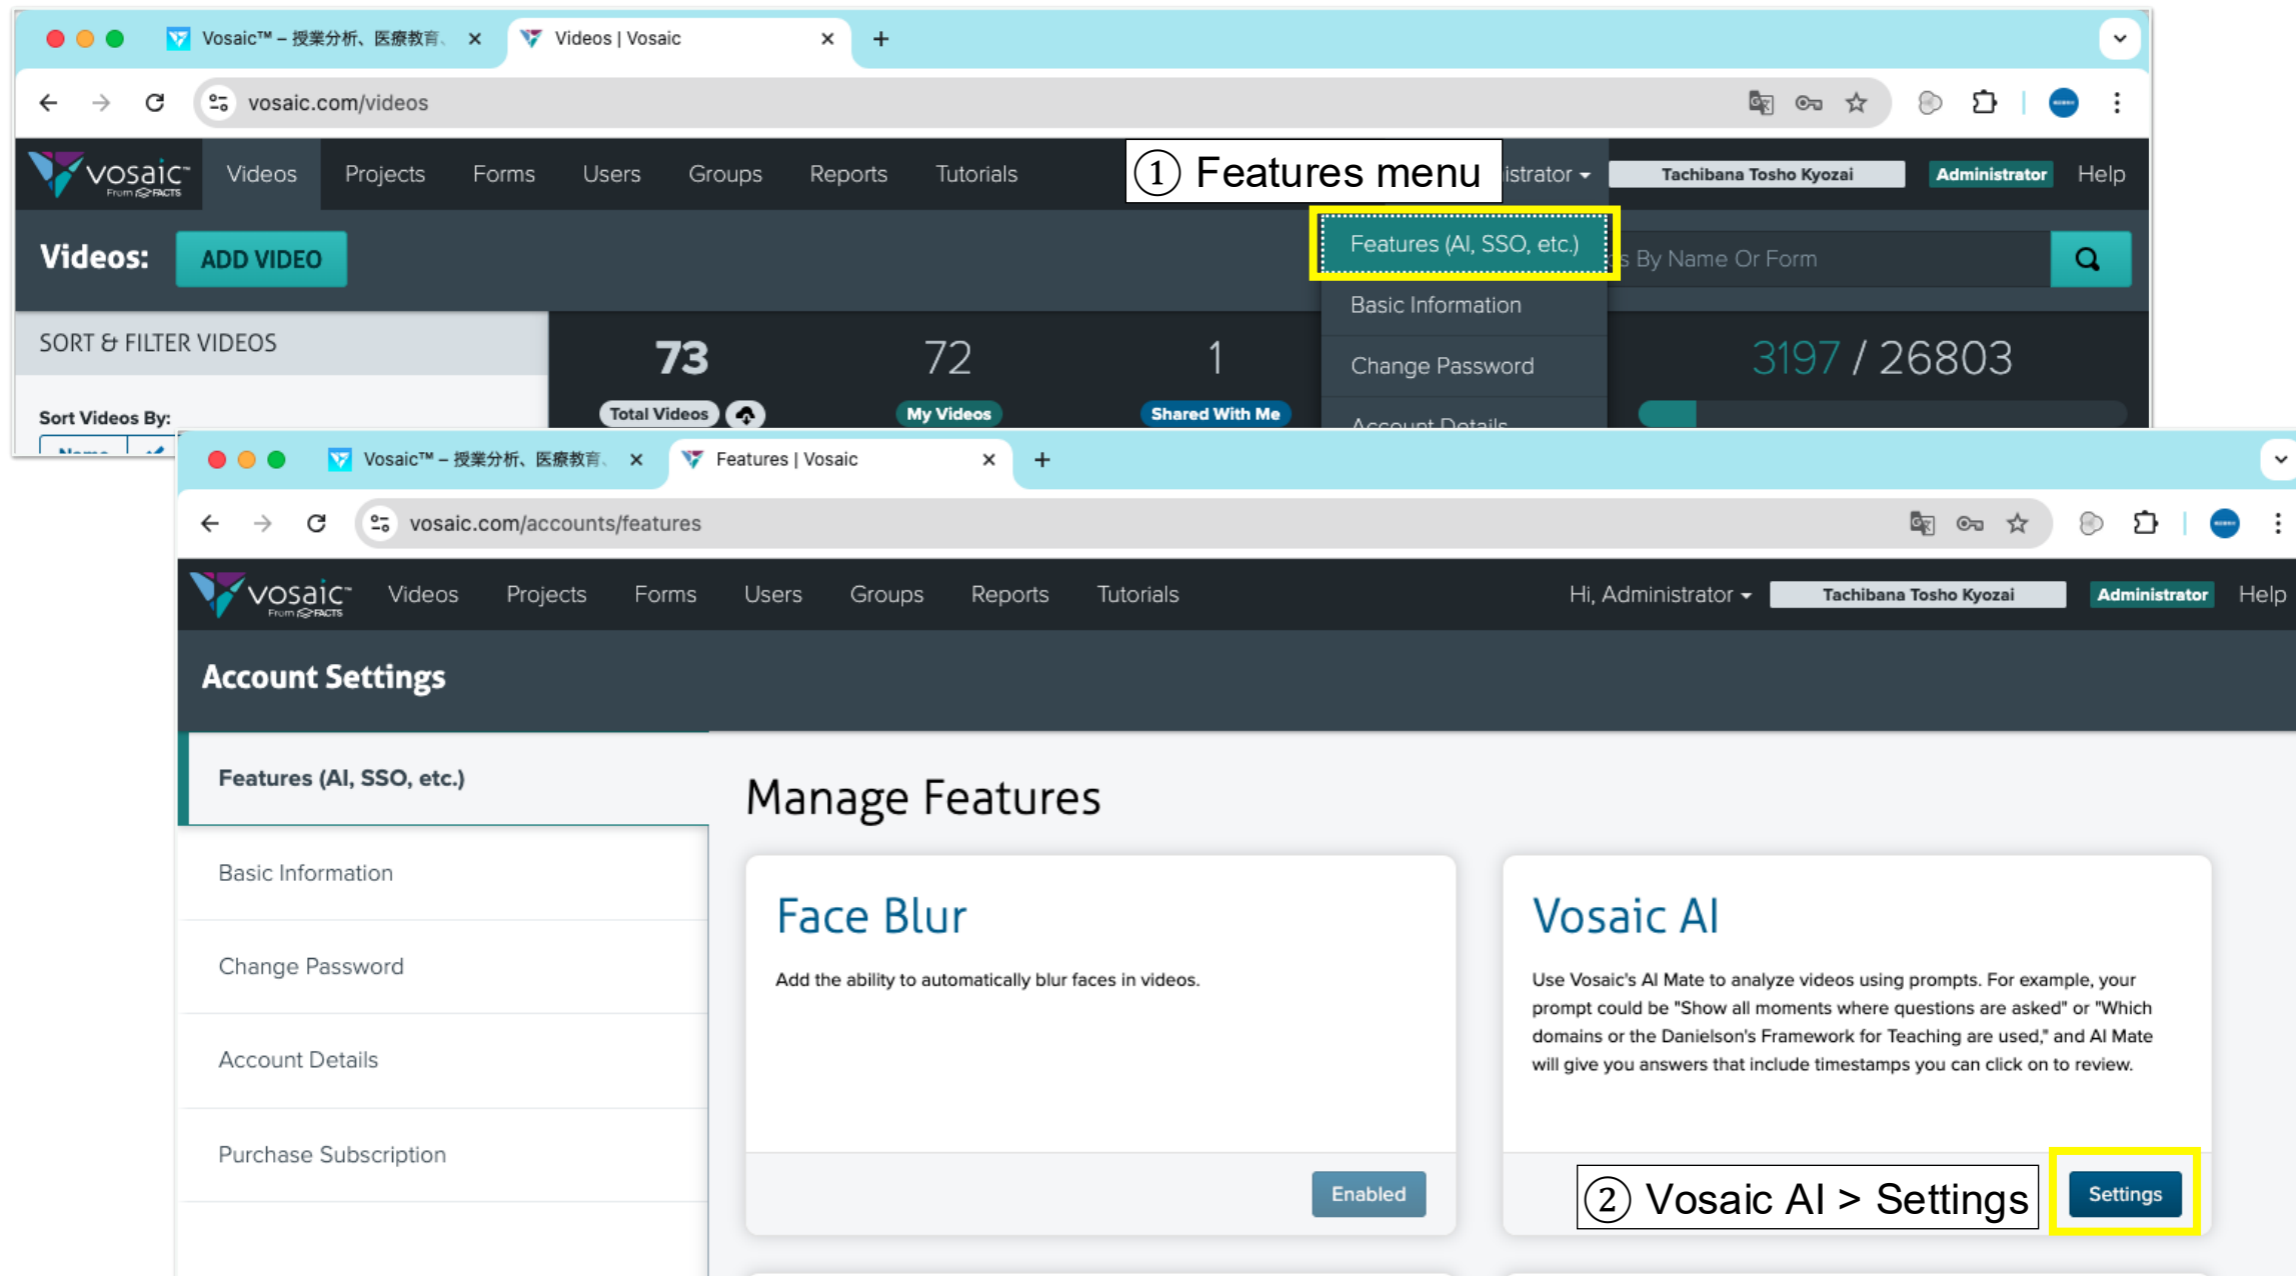 Vosaic™ – 授業分析、医療教育、
Videos | Vosaic
vosaic.com/videos
vosaic™
From FACTS
Videos
Projects
Forms
Users
Groups
Reports
Tutorials
① Features menu
istrator
Tachibana Tosho Kyozai
Administrator
Help
Videos:
ADD VIDEO
Features (AI, SSO, etc.)
s By Name Or Form
Basic Information
Change Password
Account Details
SORT & FILTER VIDEOS
Sort Videos By:
Name
73
Total Videos
72
My Videos
1
Shared With Me
3197 / 26803
Vosaic™ – 授業分析、医療教育、
Features | Vosaic
vosaic.com/accounts/features
vosaic™
From FACTS
Videos
Projects
Forms
Users
Groups
Reports
Tutorials
Hi, Administrator
Tachibana Tosho Kyozai
Administrator
Help
Account Settings
Features (AI, SSO, etc.)
Basic Information
Change Password
Account Details
Purchase Subscription
Manage Features
Face Blur
Add the ability to automatically blur faces in videos.
Enabled
Vosaic AI
Use Vosaic's AI Mate to analyze videos using prompts. For example, your
prompt could be "Show all moments where questions are asked" or "Which
domains or the Danielson's Framework for Teaching are used," and AI Mate
will give you answers that include timestamps you can click on to review.
② Vosaic AI > Settings
Settings